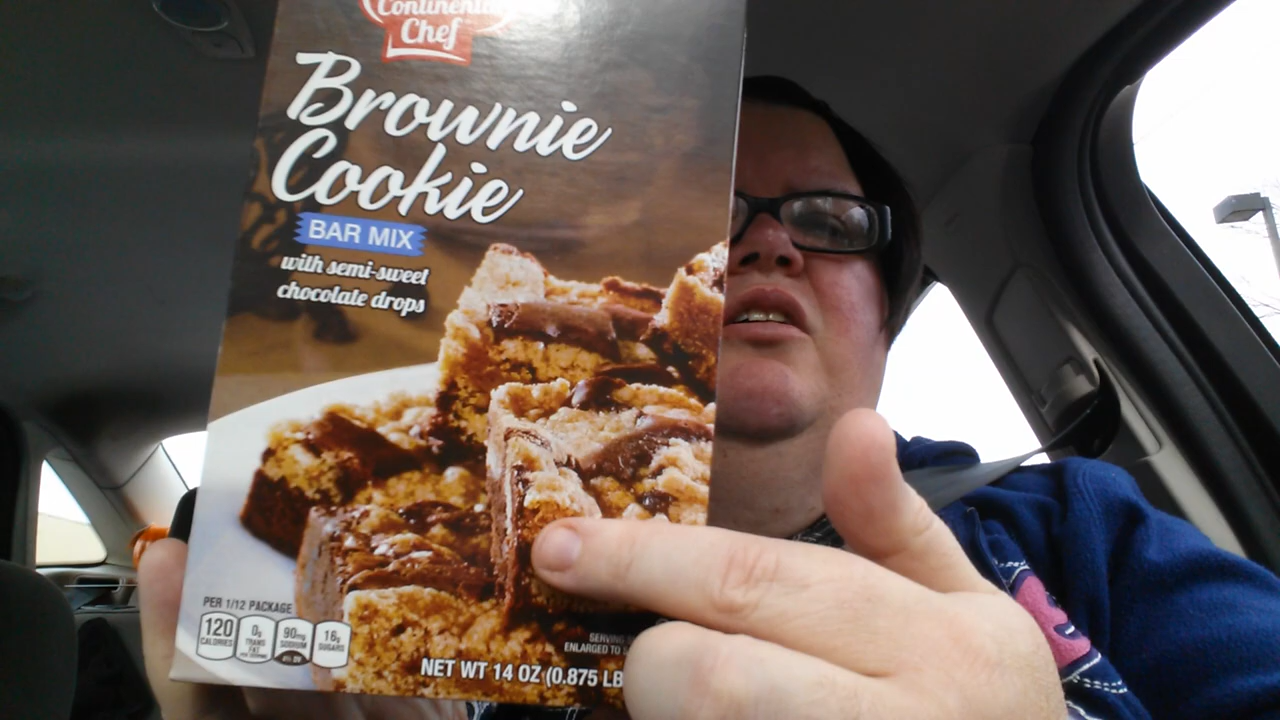 Continental
Chef
Brownie
Cookie
BAR MIX
with semi-sweet
chocolate drops
PER 1/12 PACKAGE
120
CALORIES
0g
TRANS
FAT
90mg
SODIUM
16g
SUGARS
SERVING
ENLARGED TO
NET WT 14 OZ (0.875 LB